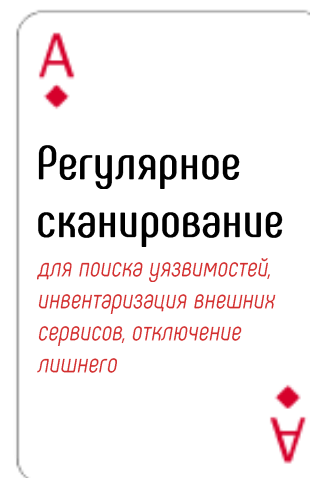 A
Регулярное
сканирование
для поиска уязвимостей,
инвентаризация внешних
сервисов, отключение
лишнего
A